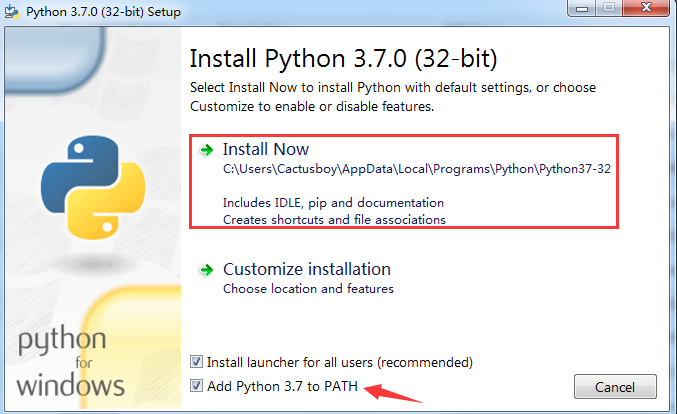 Python 3.7.0 (32-bit) Setup
Install Python 3.7.0 (32-bit)
Select Install Now to install Python with default settings, or choose
Customize to enable or disable features.
Install Now
C:\Users\Cactusboy\AppData\Local\Programs\Python\Python37-32
Includes IDLE, pip and documentation
Creates shortcuts and file associations
Customize installation
Choose location and features
python
for
windows
Install launcher for all users (recommended)
Add Python 3.7 to PATH
Cancel